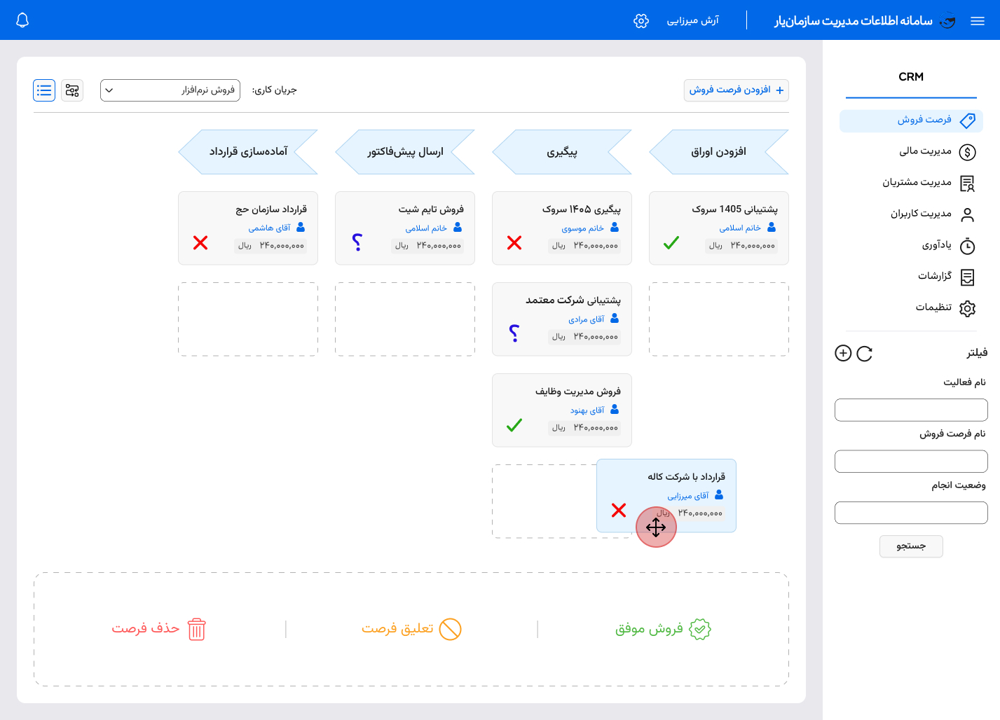 سامانه اطلاعات مدیریت سازمان‌یار
آرش میرزایی
CRM
فرصت فروش
مدیریت مالی
مدیریت مشتریان
مدیریت کاربران
یادآوری
گزارشات
تنظیمات
فیلتر
نام فعالیت
نام فرصت فروش
وضعیت انجام
جستجو
+ افزودن فرصت فروش
جریان کاری:
فروش نرم‌افزار
افزودن اوراق
پیگیری
ارسال پیش‌فاکتور
آماده‌سازی قرارداد
پشتیبانی 1405 سروک
خانم اسلامی
۲۴۰,۰۰۰,۰۰۰ ریال
پیگیری ۱۴۰۵ سروک
خانم موسوی
۲۴۰,۰۰۰,۰۰۰ ریال
فروش تایم شیت
خانم اسلامی
۲۴۰,۰۰۰,۰۰۰ ریال
؟
قرارداد سازمان حج
آقای هاشمی
۲۴۰,۰۰۰,۰۰۰ ریال
پشتیبانی شرکت معتمد
آقای مرادی
۲۴۰,۰۰۰,۰۰۰ ریال
؟
فروش مدیریت وظایف
آقای بهنود
۲۴۰,۰۰۰,۰۰۰ ریال
قرارداد با شرکت کاله
آقای میرزایی
۲۴۰,۰۰۰,۰۰۰ ریال
فروش موفق
تعلیق فرصت
حذف فرصت